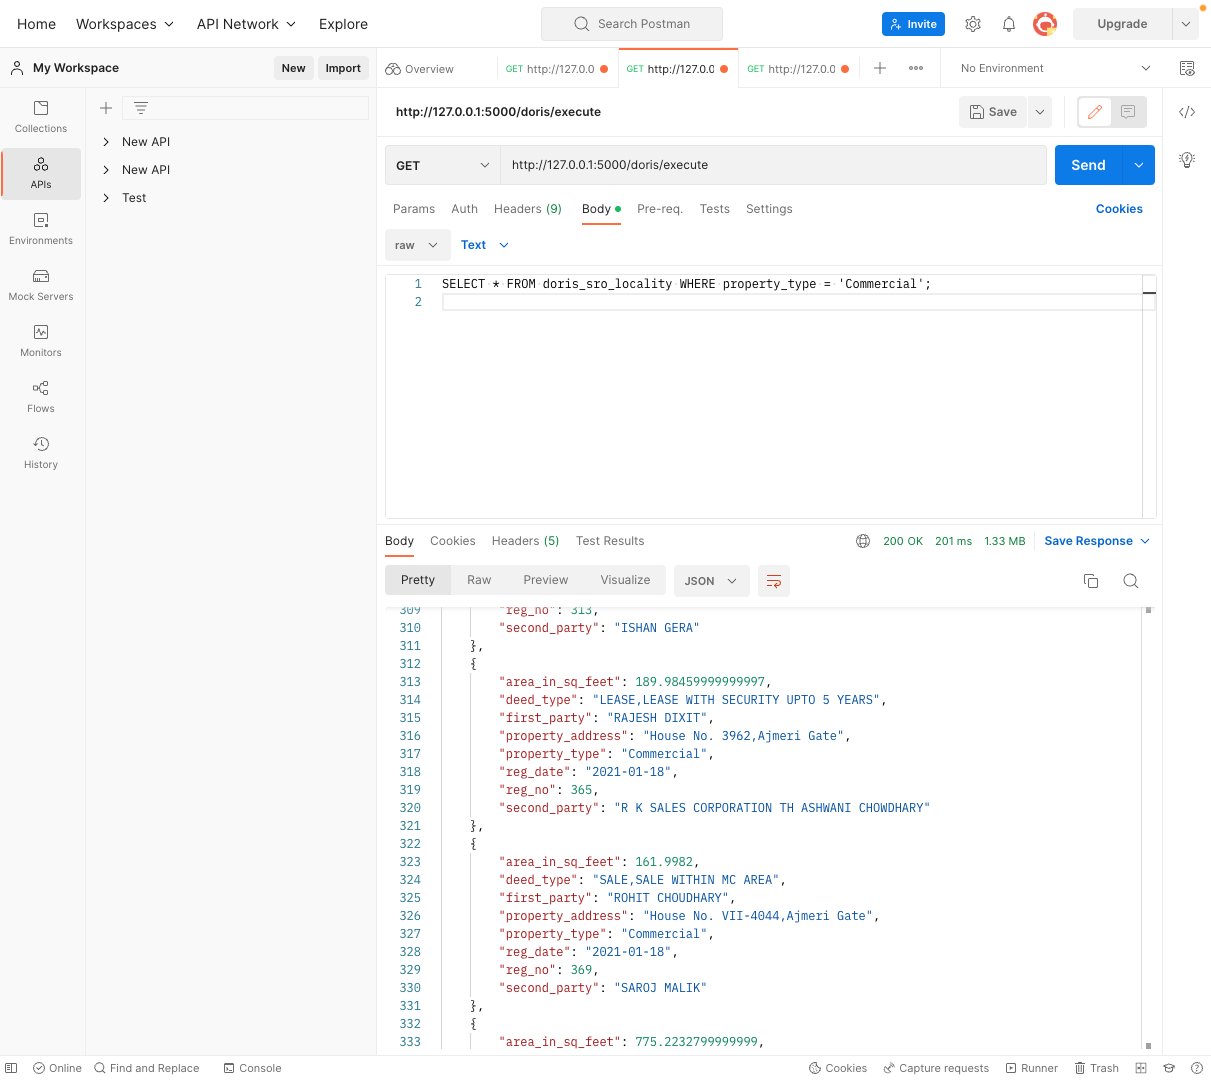 Home Workspaces API Network Explore Search Postman Invite Upgrade
My Workspace New Import Overview GET http://127.0.0 GET http://127.0.0 GET http://127.0.0 No Environment
Collections
APIs
Environments
Mock Servers
Monitors
Flows
History
New API
New API
Test
http://127.0.0.1:5000/doris/execute Save
GET http://127.0.0.1:5000/doris/execute Send
Params Auth Headers (9) Body Pre-req. Tests Settings Cookies
raw Text
1 SELECT * FROM doris_sro_locality WHERE property_type = 'Commercial';
2
Body Cookies Headers (5) Test Results 200 OK 201 ms 1.33 MB Save Response
Pretty Raw Preview Visualize JSON
309 "reg_no": 313,
310 "second_party": "ISHAN GERA"
311 },
312 {
313 "area_in_sq_feet": 189.98459999999997,
314 "deed_type": "LEASE,LEASE WITH SECURITY UPTO 5 YEARS",
315 "first_party": "RAJESH DIXIT",
316 "property_address": "House No. 3962,Ajmeri Gate",
317 "property_type": "Commercial",
318 "reg_date": "2021-01-18",
319 "reg_no": 365,
320 "second_party": "R K SALES CORPORATION TH ASHWANI CHOWDHARY"
321 },
322 {
323 "area_in_sq_feet": 161.9982,
324 "deed_type": "SALE,SALE WITHIN MC AREA",
325 "first_party": "ROHIT CHOUDHARY",
326 "property_address": "House No. VII-4044,Ajmeri Gate",
327 "property_type": "Commercial",
328 "reg_date": "2021-01-18",
329 "reg_no": 369,
330 "second_party": "SAROJ MALIK"
331 },
332 {
333 "area_in_sq_feet": 775.2232799999999,
Online Find and Replace Console Cookies Capture requests Runner Trash